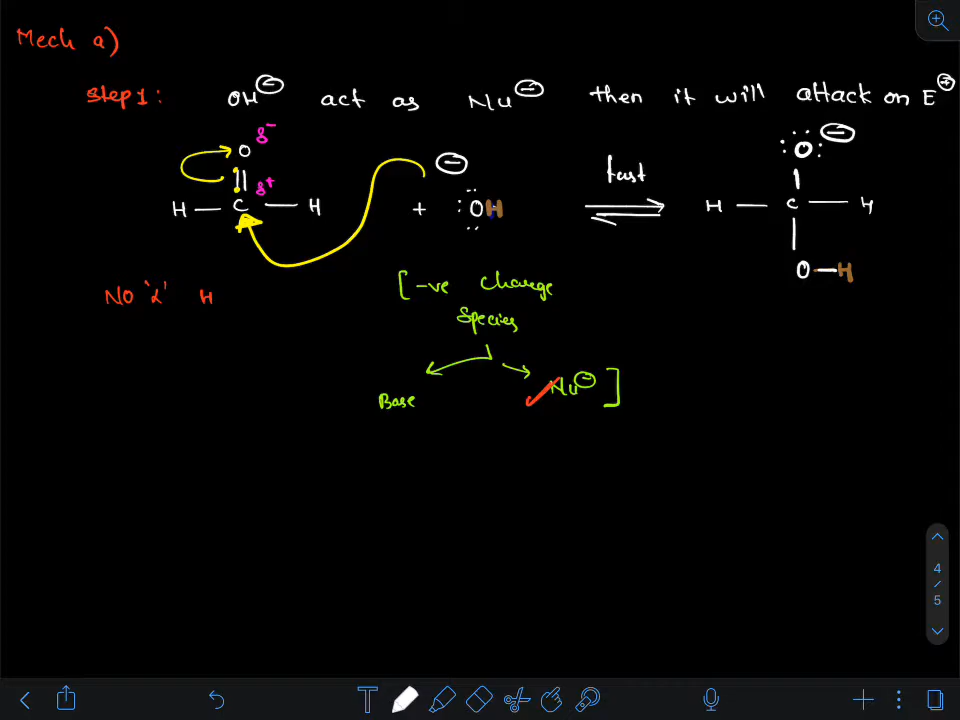 Mech a)
Step 1: OH⊖ act as Nu⊖ then it will attack on E⊕
O δ-
|| δ+
H — C — H + :OH ⊖ fast H — C — H
:O: ⊖
O — H
No 'α' H
[-ve charge
Species
Base Nu⊖ ]
4
/
5
T